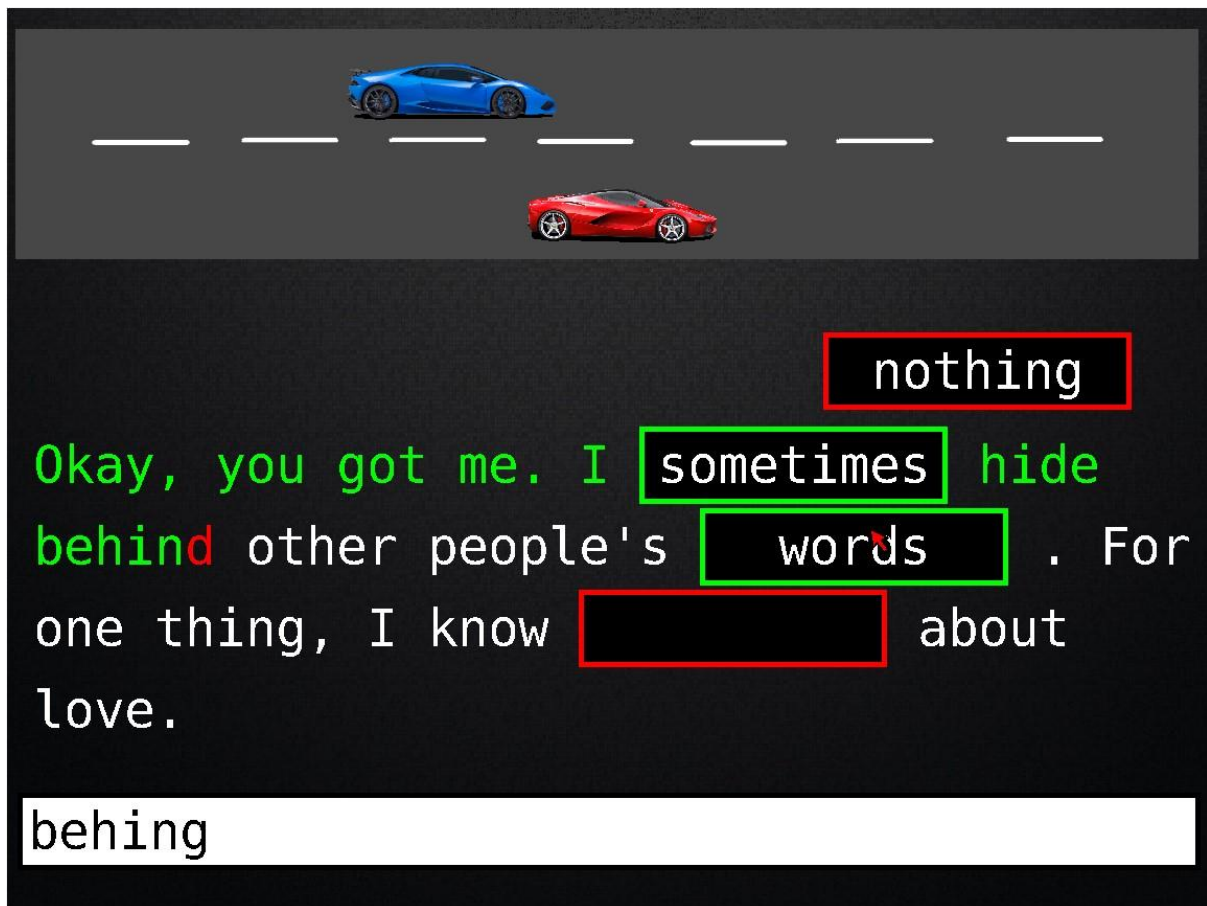 nothing
Okay, you got me. I sometimes hide
behind other people's words . For
one thing, I know about
love.
behing